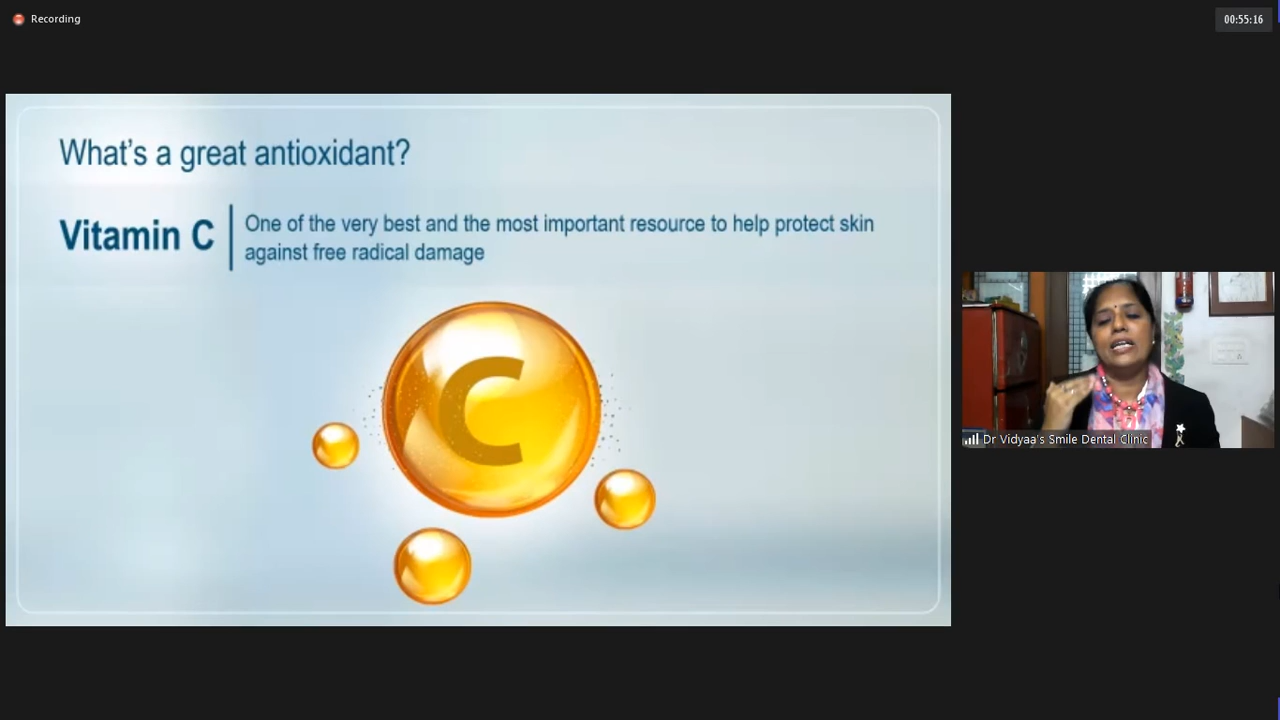 Recording
00:55:16
What's a great antioxidant?
Vitamin C
One of the very best and the most important resource to help protect skin
against free radical damage
C
Dr Vidyaa's Smile Dental Clinic